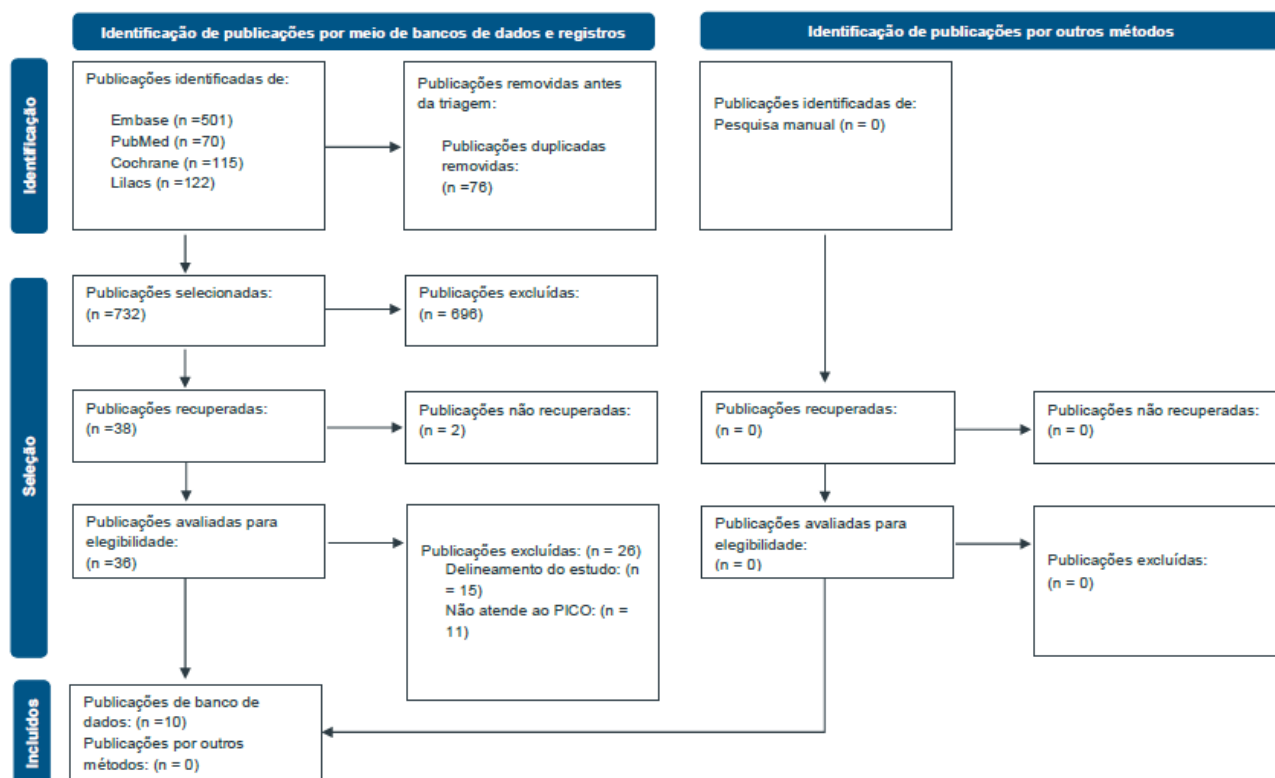 Identificação de publicações por meio de bancos de dados e registros
Identificação de publicações por outros métodos
Identificação
Publicações identificadas de:
Embase (n =501)
PubMed (n =70)
Cochrane (n =115)
Lilacs (n =122)
Publicações removidas antes
da triagem:
Publicações duplicadas
removidas:
(n =76)
Publicações identificadas de:
Pesquisa manual (n = 0)
Seleção
Publicações selecionadas:
(n =732)
Publicações excluídas:
(n = 696)
Publicações recuperadas:
(n =38)
Publicações não recuperadas:
(n = 2)
Publicações recuperadas:
(n = 0)
Publicações não recuperadas:
(n = 0)
Publicações avaliadas para
elegibilidade:
(n =36)
Publicações excluídas: (n = 26)
Delineamento do estudo: (n
= 15)
Não atende ao PICO: (n =
11)
Publicações avaliadas para
elegibilidade:
(n = 0)
Publicações excluídas:
(n = 0)
Incluídos
Publicações de banco de
dados: (n =10)
Publicações por outros
métodos: (n = 0)